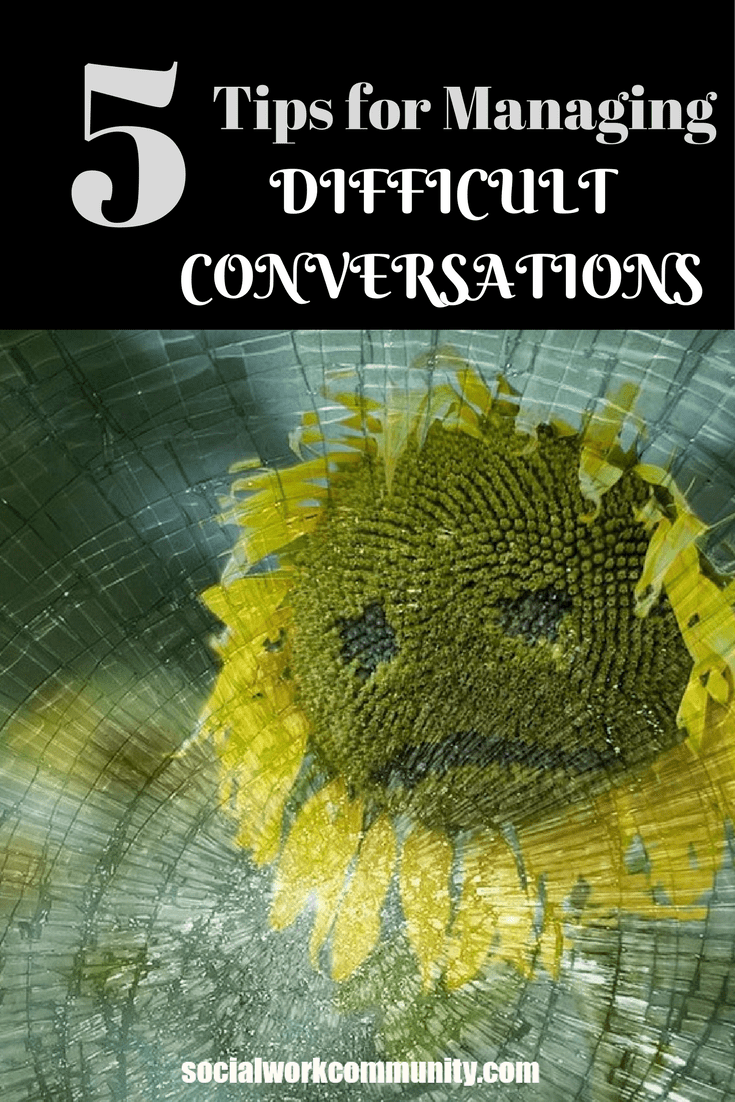 5 Tips for Managing
DIFFICULT
CONVERSATIONS
socialworkcommunity.com